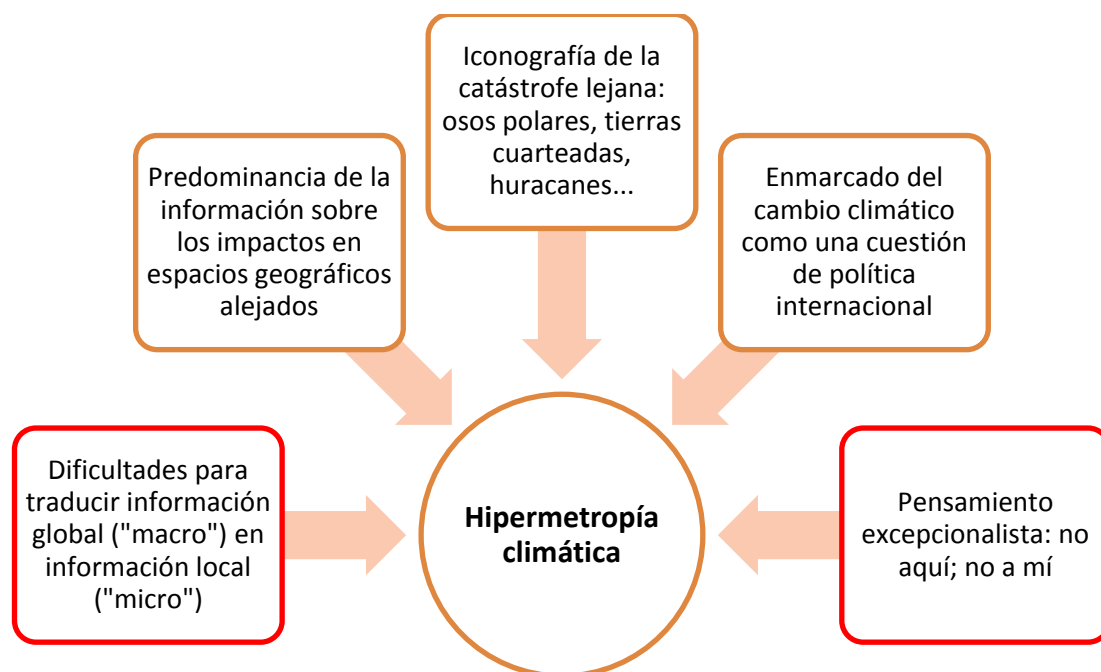 Iconografía de la
catástrofe lejana:
osos polares, tierras
cuarteadas,
huracanes...
Predominancia de la
información sobre
los impactos en
espacios geográficos
alejados
Enmarcado del
cambio climático
como una cuestión
de política
internacional
Dificultades para
traducir información
global ("macro") en
información local
("micro")
Hipermetropía
climática
Pensamiento
excepcionalista: no
aquí; no a mí